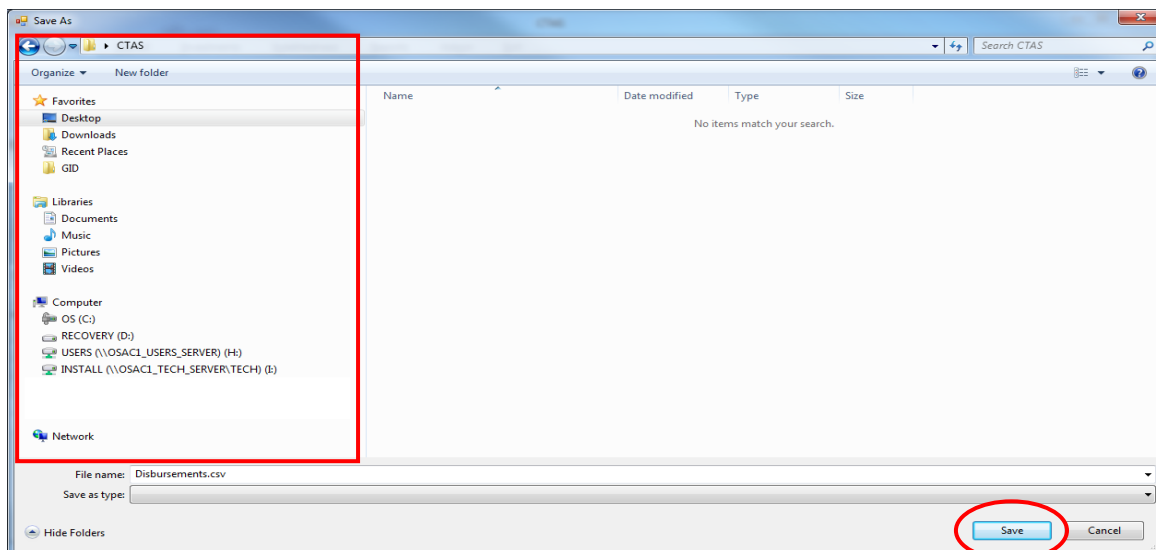 Save As
CTAS
CTAS
Search CTAS
Organize
New folder
Name
Date modified
Type
Size
Favorites
No items match your search.
Desktop
Downloads
Recent Places
GID
Libraries
Documents
Music
Pictures
Videos
Computer
OS (C:)
RECOVERY (D:)
USERS (\\OSAC1_USERS_SERVER) (H:)
INSTALL (\\OSAC1_TECH_SERVER\TECH) (I:)
Network
File name: Disbursements.csv
Save as type:
Hide Folders
Save
Cancel